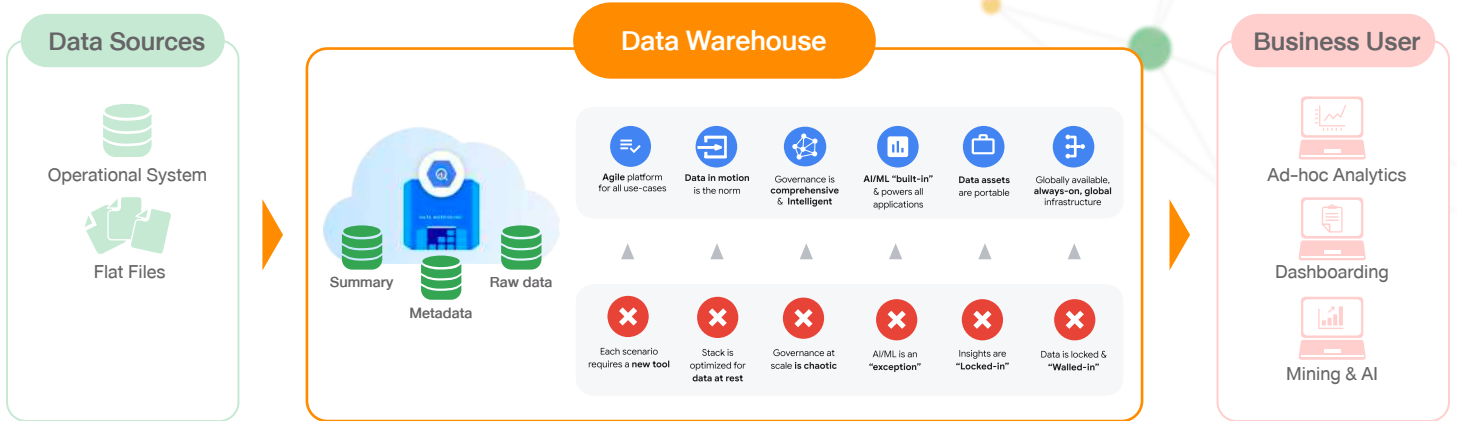 Data Sources
Operational System
Flat Files
Data Warehouse
DATA WAREHOUSE
Summary
Metadata
Raw data
Agile platform
for all use-cases
Data in motion
is the norm
Governance is
comprehensive
& Intelligent
AI/ML “built-in”
& powers all
applications
Data assets
are portable
Globally available,
always-on, global
infrastructure
Each scenario
requires a new tool
Stack is
optimized for
data at rest
Governance at
scale is chaotic
AI/ML is an
“exception”
Insights are
“Locked-in”
Data is locked &
“Walled-in”
Business User
Ad-hoc Analytics
Dashboarding
Mining & AI